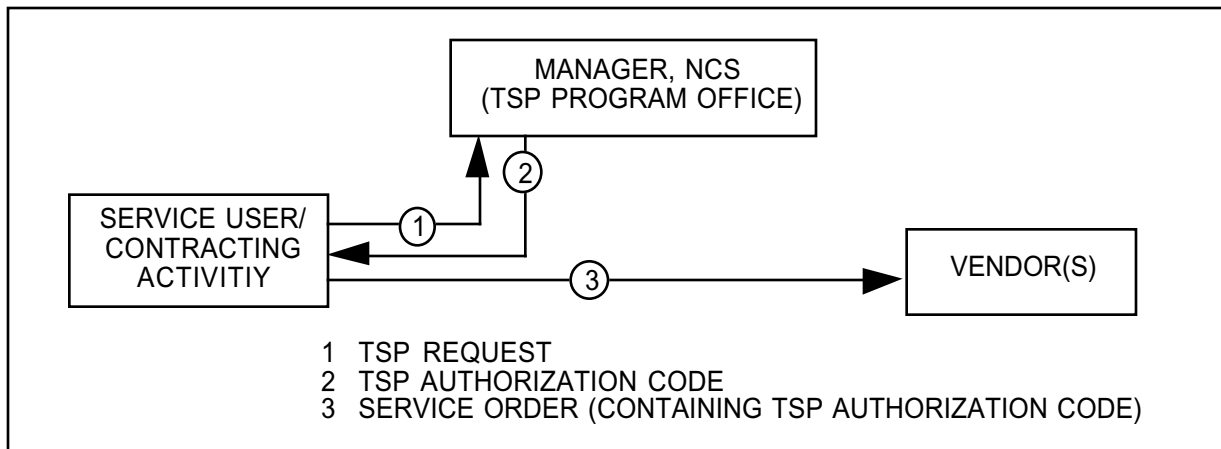 MANAGER, NCS
(TSP PROGRAM OFFICE)
2
SERVICE USER/
CONTRACTING
ACTIVITIY
1
VENDOR(S)
3
1 TSP REQUEST
2 TSP AUTHORIZATION CODE
3 SERVICE ORDER (CONTAINING TSP AUTHORIZATION CODE)